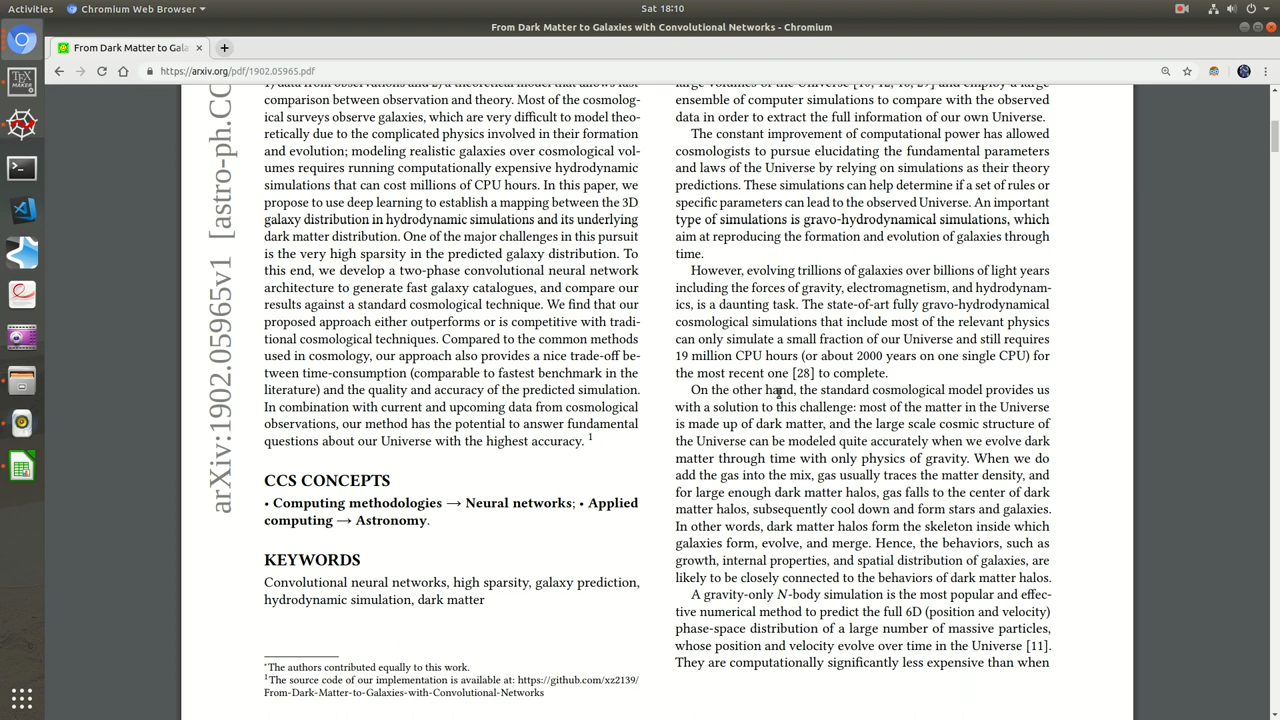 Activities
Chromium Web Browser
Sat 18:10
From Dark Matter to Galaxies with Convolutional Networks - Chromium
From Dark Matter to Gala
https://arxiv.org/pdf/1902.05965.pdf
arXiv:1902.05965v1 [astro-ph.CO
1) data from observations and 2) a theoretical model that allows fast
comparison between observation and theory. Most of the cosmolog-
ical surveys observe galaxies, which are very difficult to model theo-
retically due to the complicated physics involved in their formation
and evolution; modeling realistic galaxies over cosmological vol-
umes requires running computationally expensive hydrodynamic
simulations that can cost millions of CPU hours. In this paper, we
propose to use deep learning to establish a mapping between the 3D
galaxy distribution in hydrodynamic simulations and its underlying
dark matter distribution. One of the major challenges in this pursuit
is the very high sparsity in the predicted galaxy distribution. To
this end, we develop a two-phase convolutional neural network
architecture to generate fast galaxy catalogues, and compare our
results against a standard cosmological technique. We find that our
proposed approach either outperforms or is competitive with tradi-
tional cosmological techniques. Compared to the common methods
used in cosmology, our approach also provides a nice trade-off be-
tween time-consumption (comparable to fastest benchmark in the
literature) and the quality and accuracy of the predicted simulation.
In combination with current and upcoming data from cosmological
observations, our method has the potential to answer fundamental
questions about our Universe with the highest accuracy. 1
CCS CONCEPTS
• Computing methodologies → Neural networks; • Applied
computing → Astronomy.
KEYWORDS
Convolutional neural networks, high sparsity, galaxy prediction,
hydrodynamic simulation, dark matter
*The authors contributed equally to this work.
1The source code of our implementation is available at: https://github.com/xz2139/
From-Dark-Matter-to-Galaxies-with-Convolutional-Networks
large volumes of the Universe [10, 12, 16, 27] and employ a large
ensemble of computer simulations to compare with the observed
data in order to extract the full information of our own Universe.
The constant improvement of computational power has allowed
cosmologists to pursue elucidating the fundamental parameters
and laws of the Universe by relying on simulations as their theory
predictions. These simulations can help determine if a set of rules or
specific parameters can lead to the observed Universe. An important
type of simulations is gravo-hydrodynamical simulations, which
aim at reproducing the formation and evolution of galaxies through
time.
However, evolving trillions of galaxies over billions of light years
including the forces of gravity, electromagnetism, and hydrodynam-
ics, is a daunting task. The state-of-art fully gravo-hydrodynamical
cosmological simulations that include most of the relevant physics
can only simulate a small fraction of our Universe and still requires
19 million CPU hours (or about 2000 years on one single CPU) for
the most recent one [28] to complete.
On the other hand, the standard cosmological model provides us
with a solution to this challenge: most of the matter in the Universe
is made up of dark matter, and the large scale cosmic structure of
the Universe can be modeled quite accurately when we evolve dark
matter through time with only physics of gravity. When we do
add the gas into the mix, gas usually traces the matter density, and
for large enough dark matter halos, gas falls to the center of dark
matter halos, subsequently cool down and form stars and galaxies.
In other words, dark matter halos form the skeleton inside which
galaxies form, evolve, and merge. Hence, the behaviors, such as
growth, internal properties, and spatial distribution of galaxies, are
likely to be closely connected to the behaviors of dark matter halos.
A gravity-only N-body simulation is the most popular and effec-
tive numerical method to predict the full 6D (position and velocity)
phase-space distribution of a large number of massive particles,
whose position and velocity evolve over time in the Universe [11].
They are computationally significantly less expensive than when